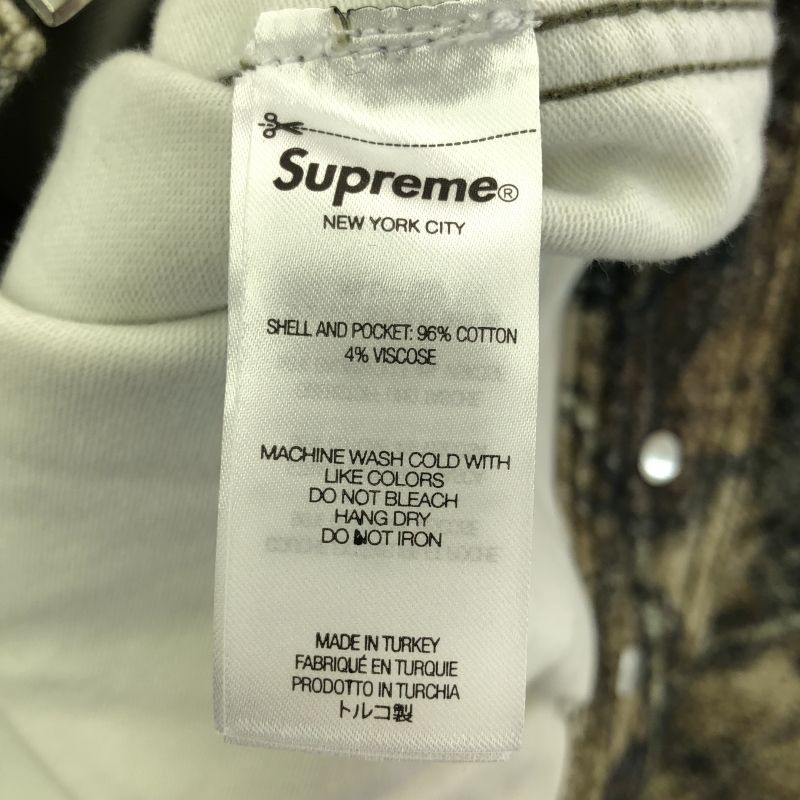 Supreme®
NEW YORK CITY
SHELL AND POCKET: 96% COTTON
4% VISCOSE
MACHINE WASH COLD WITH
LIKE COLORS
DO NOT BLEACH
HANG DRY
DO NOT IRON
MADE IN TURKEY
FABRIQUÉ EN TURQUIE
PRODOTTO IN TURCHIA
トルコ製